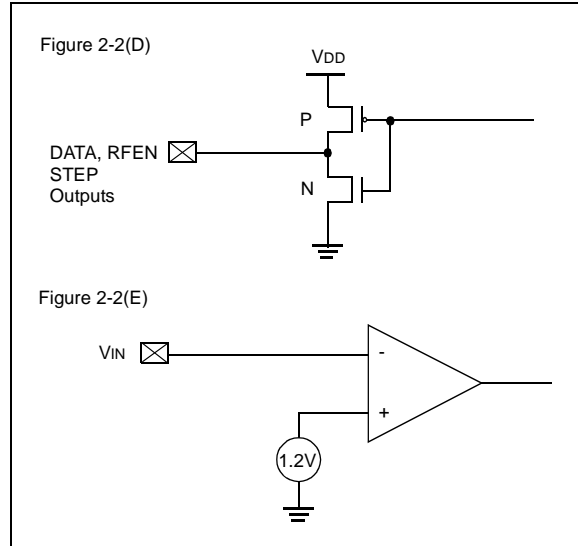 Figure 2-2(D)
VDD
P
DATA, RFEN
STEP
Outputs
N
Figure 2-2(E)
VIN
-
+
1.2V